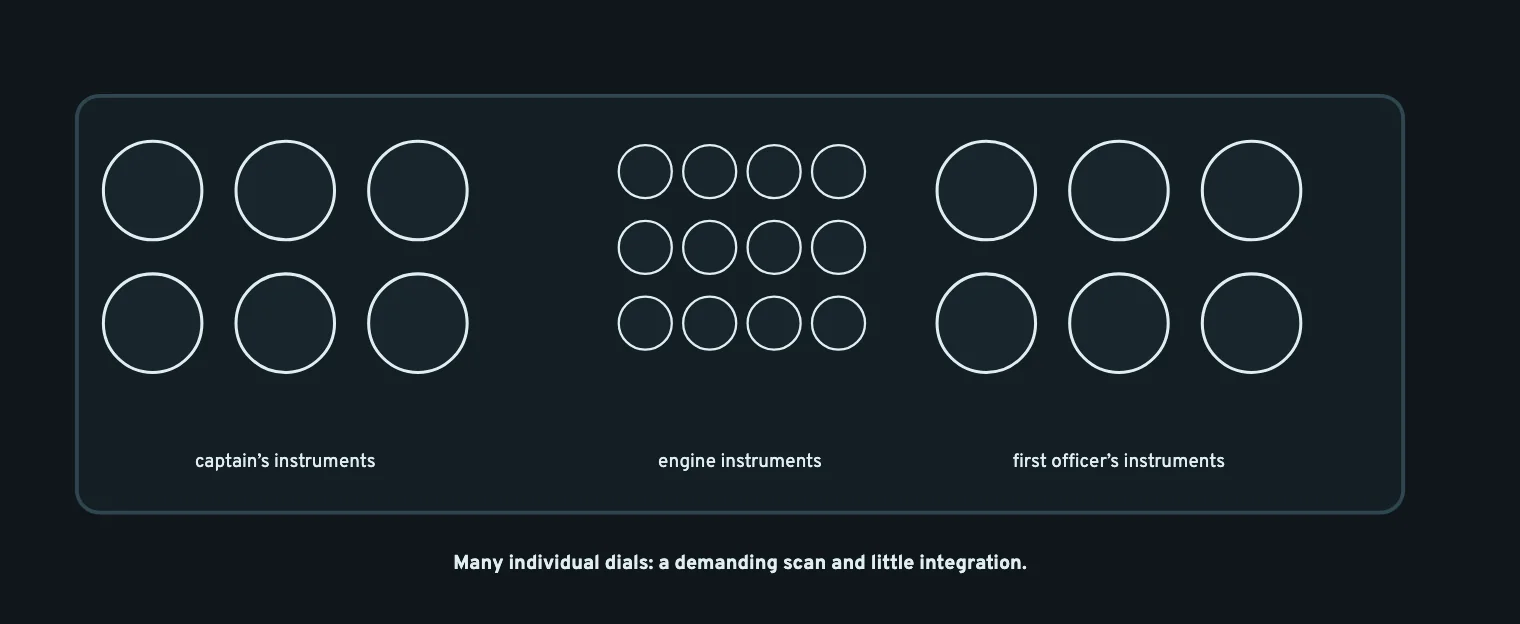 captain’s instruments
engine instruments
first officer’s instruments
Many individual dials: a demanding scan and little integration.